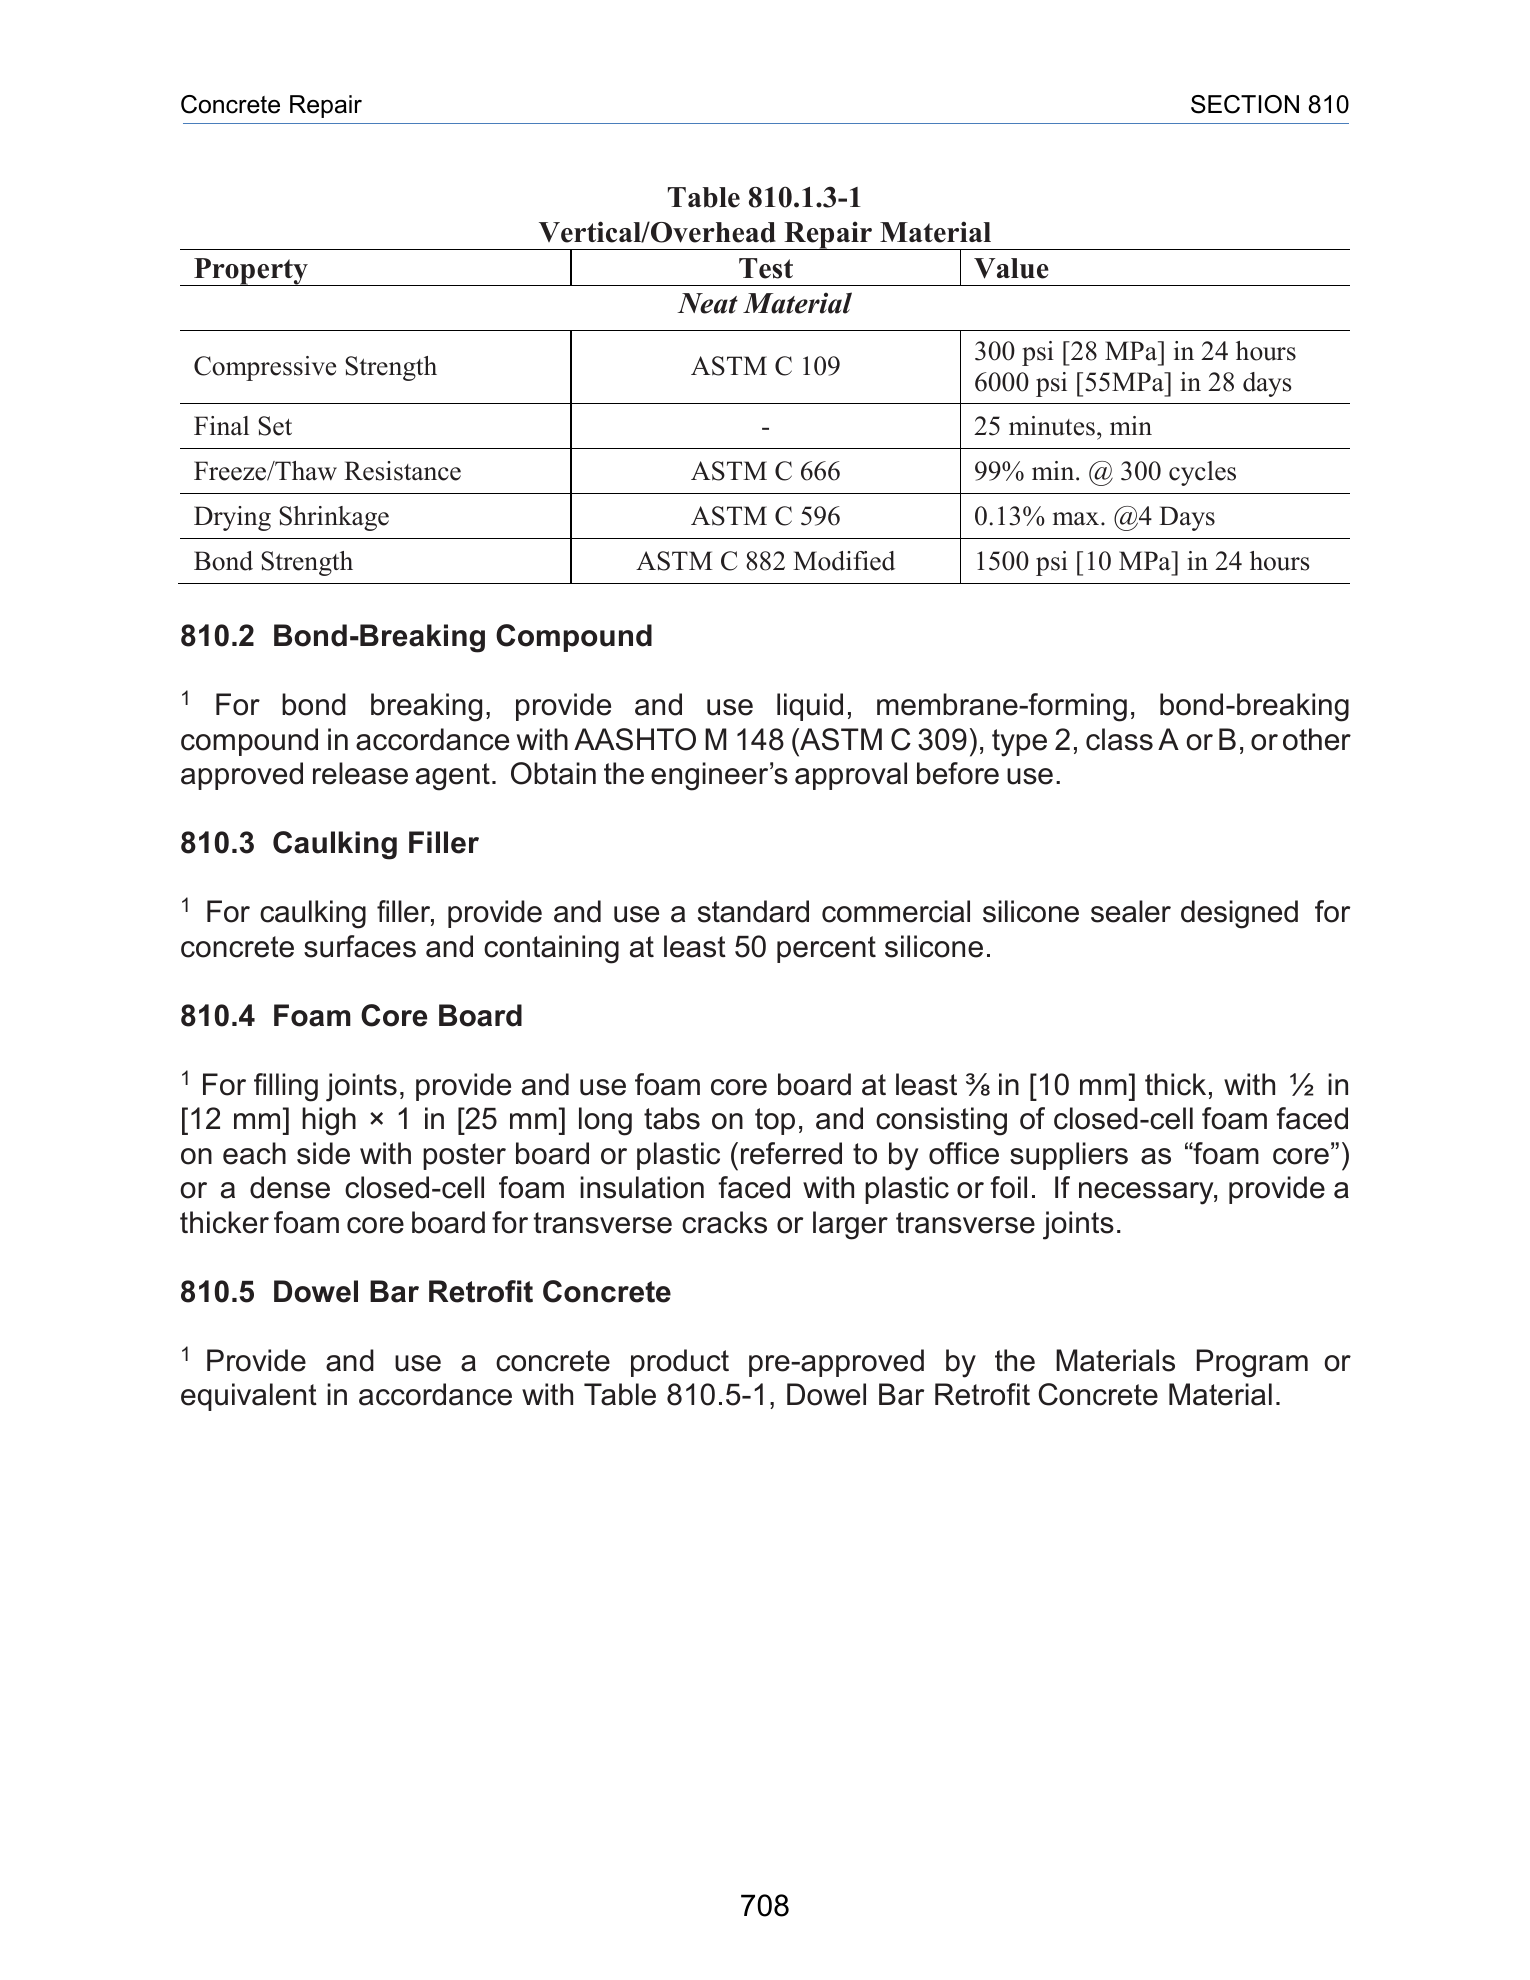 Concrete Repair SECTION 810
Table 810.1.3-1
Vertical/Overhead Repair Material
Property Test Value
Neat Material
Compressive Strength ASTM C 109 300 psi [28 MPa] in 24 hours
6000 psi [55MPa] in 28 days
Final Set - 25 minutes, min
Freeze/Thaw Resistance ASTM C 666 99% min. @ 300 cycles
Drying Shrinkage ASTM C 596 0.13% max. @4 Days
Bond Strength ASTM C 882 Modified 1500 psi [10 MPa] in 24 hours
810.2 Bond-Breaking Compound
1 For bond breaking, provide and use liquid, membrane-forming, bond-breaking
compound in accordance with AASHTO M 148 (ASTM C 309), type 2, class A or B, or other
approved release agent. Obtain the engineer’s approval before use.
810.3 Caulking Filler
1 For caulking filler, provide and use a standard commercial silicone sealer designed for
concrete surfaces and containing at least 50 percent silicone.
810.4 Foam Core Board
1 For filling joints, provide and use foam core board at least ⅜ in [10 mm] thick, with ½ in
[12 mm] high × 1 in [25 mm] long tabs on top, and consisting of closed-cell foam faced
on each side with poster board or plastic (referred to by office suppliers as “foam core”)
or a dense closed-cell foam insulation faced with plastic or foil. If necessary, provide a
thicker foam core board for transverse cracks or larger transverse joints.
810.5 Dowel Bar Retrofit Concrete
1 Provide and use a concrete product pre-approved by the Materials Program or
equivalent in accordance with Table 810.5-1, Dowel Bar Retrofit Concrete Material.
708